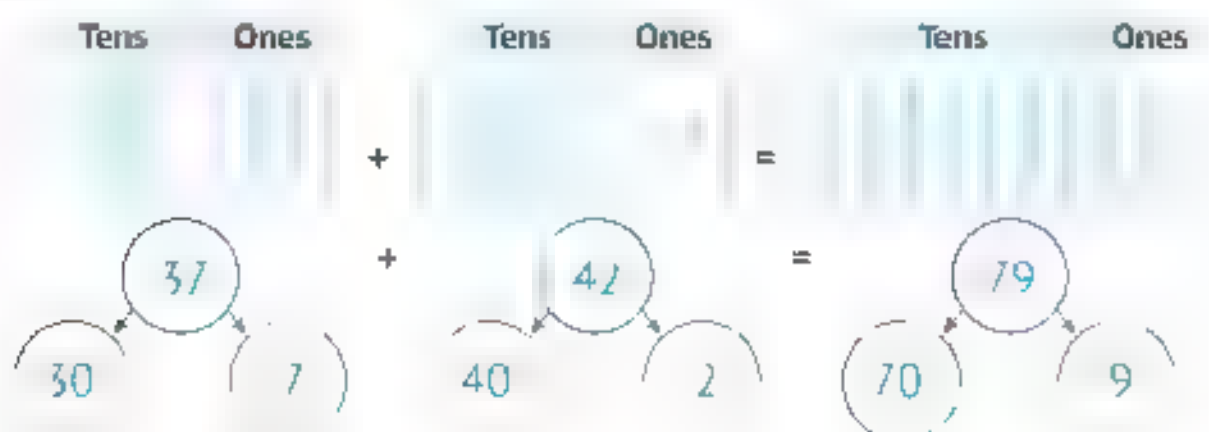 Tens Ones Tens Ones Tens Ones
+ =
37 + 42 = 79
30 7 40 2 70 9